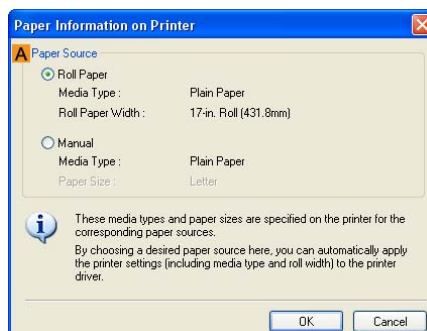 Paper Information on Printer
A Paper Source
Roll Paper
Media Type : Plain Paper
Roll Paper Width : 17-in. Roll (431.8mm)
Manual
Media Type : Plain Paper
Paper Size : Letter
These media types and paper sizes are specified on the printer for the
corresponding paper sources.
By choosing a desired paper source here, you can automatically apply
the printer settings (including media type and roll width) to the printer
driver.
OK Cancel